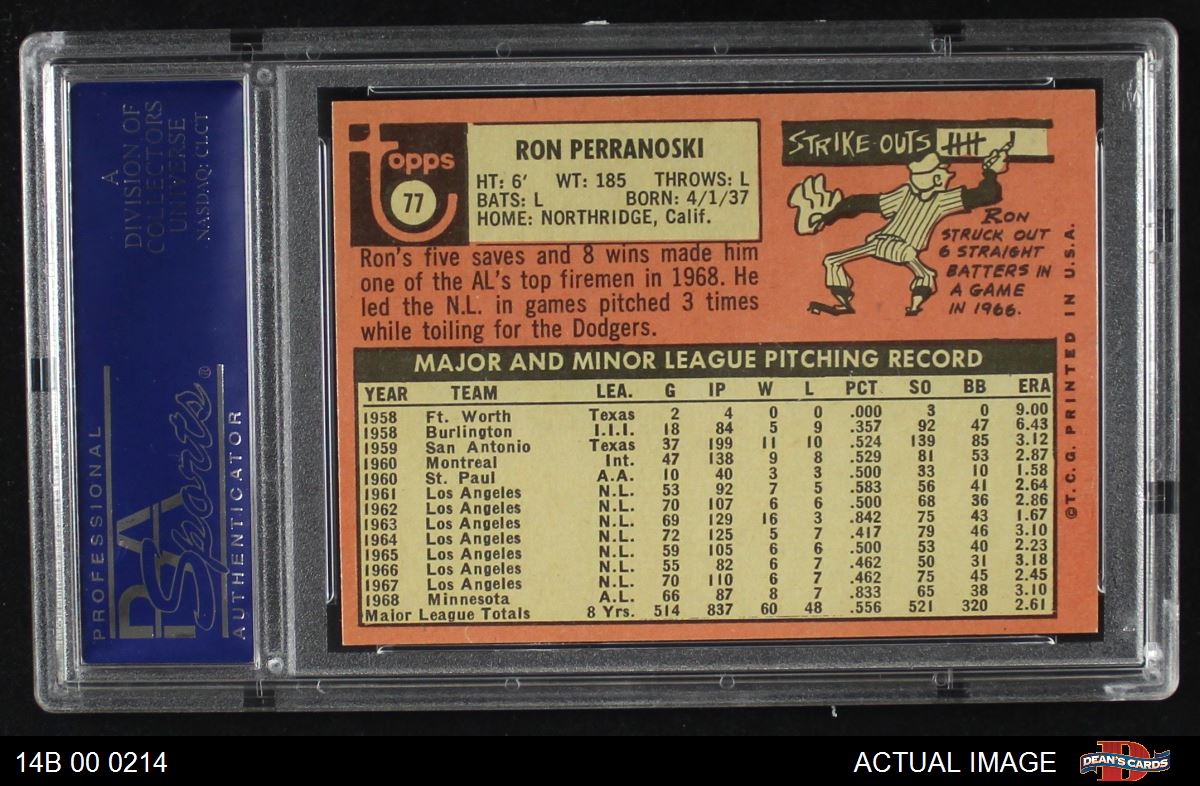 A
DIVISION OF
COLLECTORS
UNIVERSE
NASDAQ: CLCT
PROFESSIONAL
PSA
Sports®
AUTHENTICATOR
Topps
77
RON PERRANOSKI
HT: 6' WT: 185 THROWS: L
BATS: L BORN: 4/1/37
HOME: NORTHRIDGE, Calif.
Ron's five saves and 8 wins made him
one of the AL's top firemen in 1968. He
led the N.L. in games pitched 3 times
while toiling for the Dodgers.
STRIKE-OUTS
RON
STRUCK OUT
6 STRAIGHT
BATTERS IN
A GAME
IN 1966.
MAJOR AND MINOR LEAGUE PITCHING RECORD
YEAR TEAM LEA. G IP W L PCT SO BB ERA
1958 Ft. Worth Texas 2 4 0 0 .000 3 0 9.00
1958 Burlington I.I.I. 18 84 5 9 .357 92 47 6.43
1959 San Antonio Texas 37 199 11 10 .524 139 85 3.12
1960 Montreal Int. 47 138 9 8 .529 81 53 2.87
1960 St. Paul A.A. 10 40 3 3 .500 33 10 1.58
1961 Los Angeles N.L. 53 92 7 5 .583 56 41 2.64
1962 Los Angeles N.L. 70 107 6 6 .500 68 36 2.86
1963 Los Angeles N.L. 69 129 16 3 .842 75 43 1.67
1964 Los Angeles N.L. 72 125 5 7 .417 79 46 3.10
1965 Los Angeles N.L. 59 105 6 6 .500 53 40 2.23
1966 Los Angeles N.L. 55 82 6 7 .462 50 31 3.18
1967 Los Angeles N.L. 70 110 6 7 .462 75 45 2.45
1968 Minnesota A.L. 66 87 8 7 .833 65 38 3.10
Major League Totals 8 Yrs. 514 837 60 48 .556 521 320 2.61
©T.C.G. PRINTED IN U.S.A.
14B 00 0214
ACTUAL IMAGE
D
DEAN'S CARDS